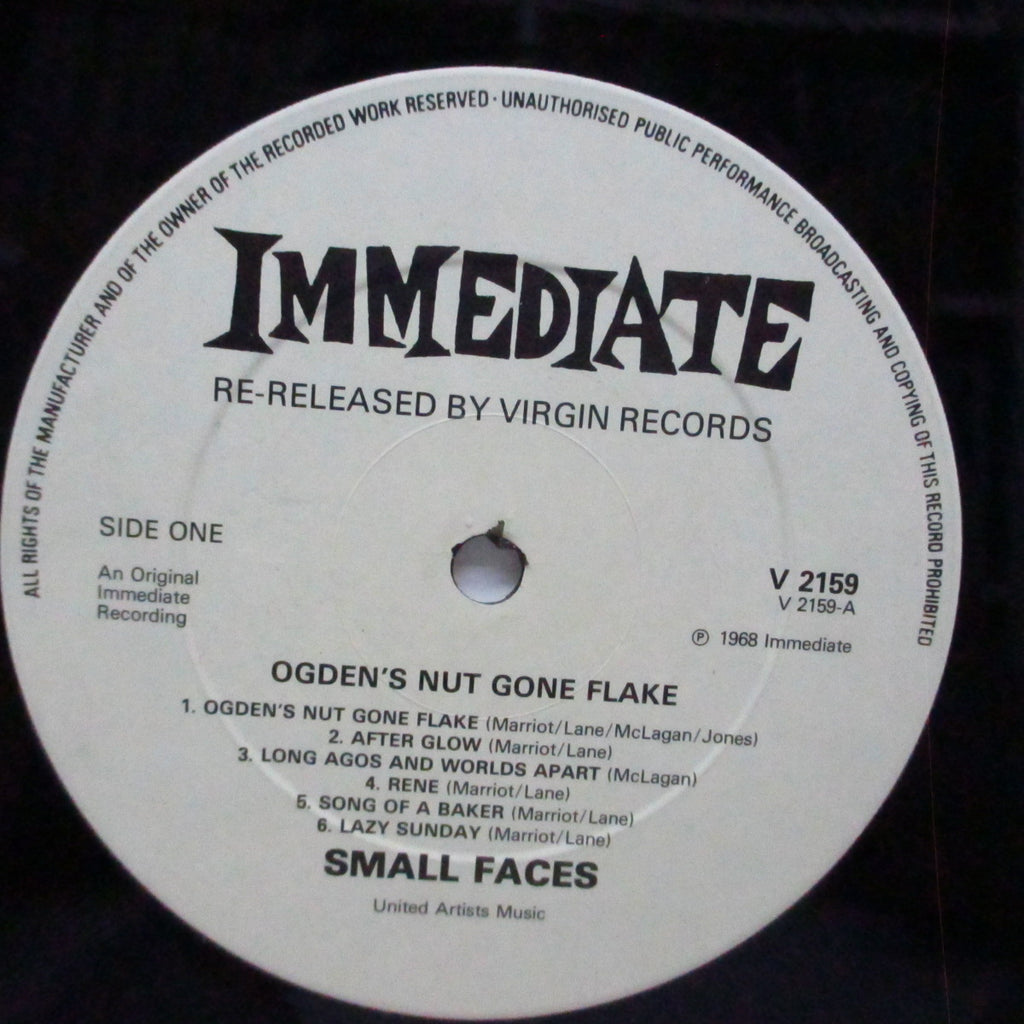 ALL RIGHTS OF THE MANUFACTURER AND OF THE OWNER OF THE RECORDED WORK RESERVED · UNAUTHORISED PUBLIC PERFORMANCE BROADCASTING AND COPYING OF THIS RECORD PROHIBITED
IMMEDIATE
RE-RELEASED BY VIRGIN RECORDS
SIDE ONE
An Original
Immediate
Recording
V 2159
V 2159-A
℗ 1968 Immediate
OGDEN'S NUT GONE FLAKE
1. OGDEN'S NUT GONE FLAKE (Marriot/Lane/McLagan/Jones)
2. AFTER GLOW (Marriot/Lane)
3. LONG AGOS AND WORLDS APART (McLagan)
4. RENE (Marriot/Lane)
5. SONG OF A BAKER (Marriot/Lane)
6. LAZY SUNDAY (Marriot/Lane)
SMALL FACES
United Artists Music